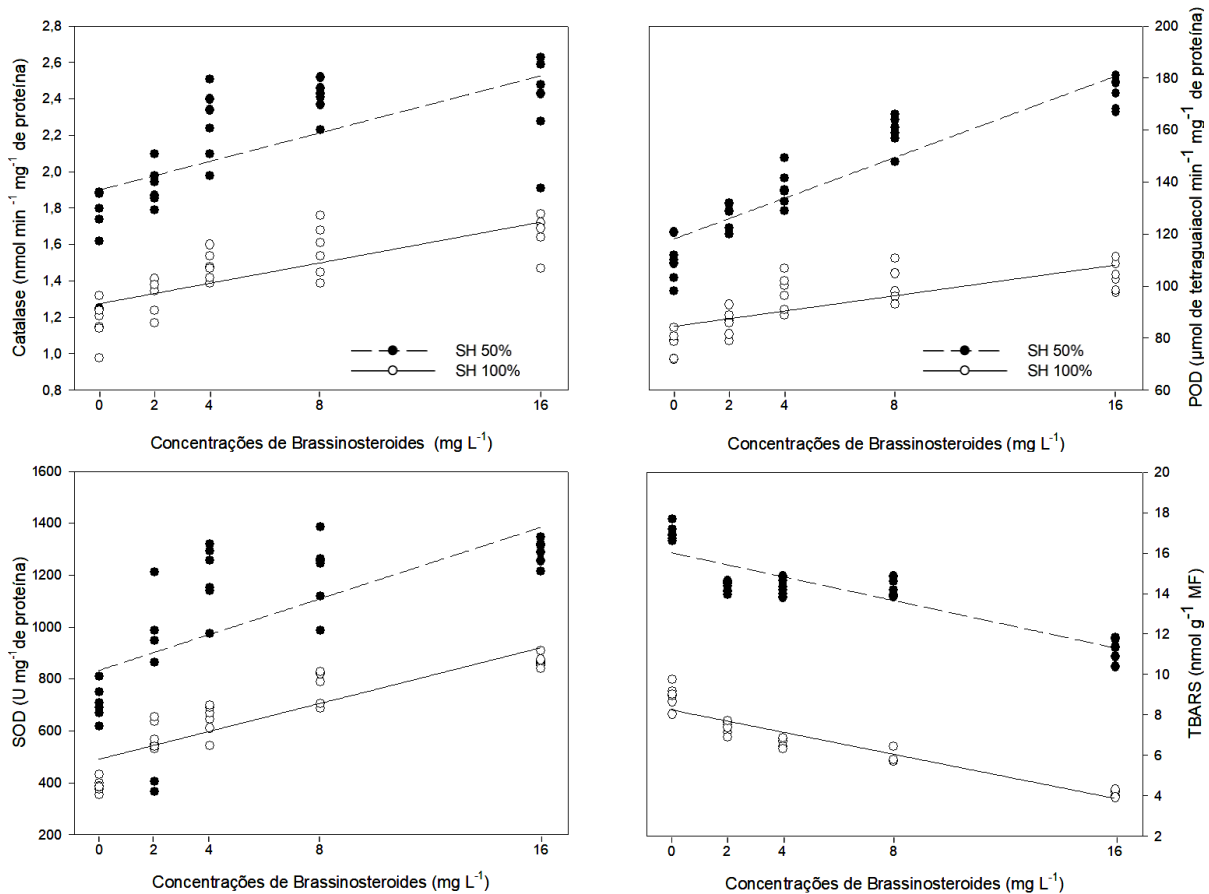 Catalase (nmol min⁻¹ mg⁻¹ de proteína)
2,8
2,6
2,4
2,2
2,0
1,8
1,6
1,4
1,2
1,0
0,8
SH 50%
SH 100%
0 2 4 8 16
Concentrações de Brassinosteroides (mg L⁻¹)
200
180
160
140
120
100
80
60
POD (µmol de tetraguaiacol min⁻¹ mg⁻¹ de proteína)
SH 50%
SH 100%
0 2 4 8 16
Concentrações de Brassinosteroides (mg L⁻¹)
SOD (U mg⁻¹ de proteína)
1600
1400
1200
1000
800
600
400
200
0 2 4 8 16
Concentrações de Brassinosteroides (mg L⁻¹)
20
18
16
14
12
10
8
6
4
2
TBARS (nmol g⁻¹ MF)
0 2 4 8 16
Concentrações de Brassinosteroides (mg L⁻¹)